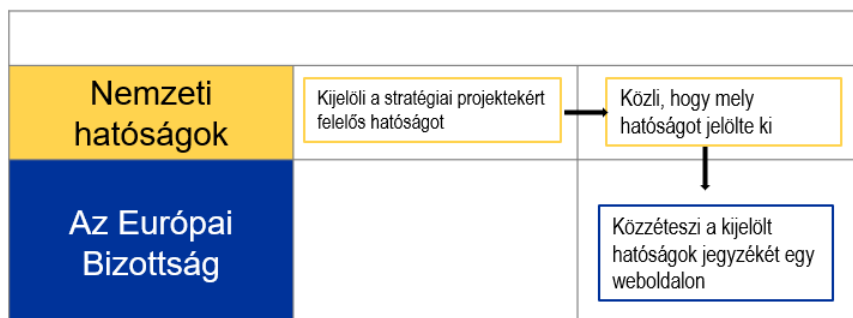 Nemzeti
hatóságok
Kijelöli a stratégiai projektekért
felelős hatóságot
Közli, hogy mely
hatóságot jelölte ki
Az Európai
Bizottság
Közzéteszi a kijelölt
hatóságok jegyzékét egy
weboldalon